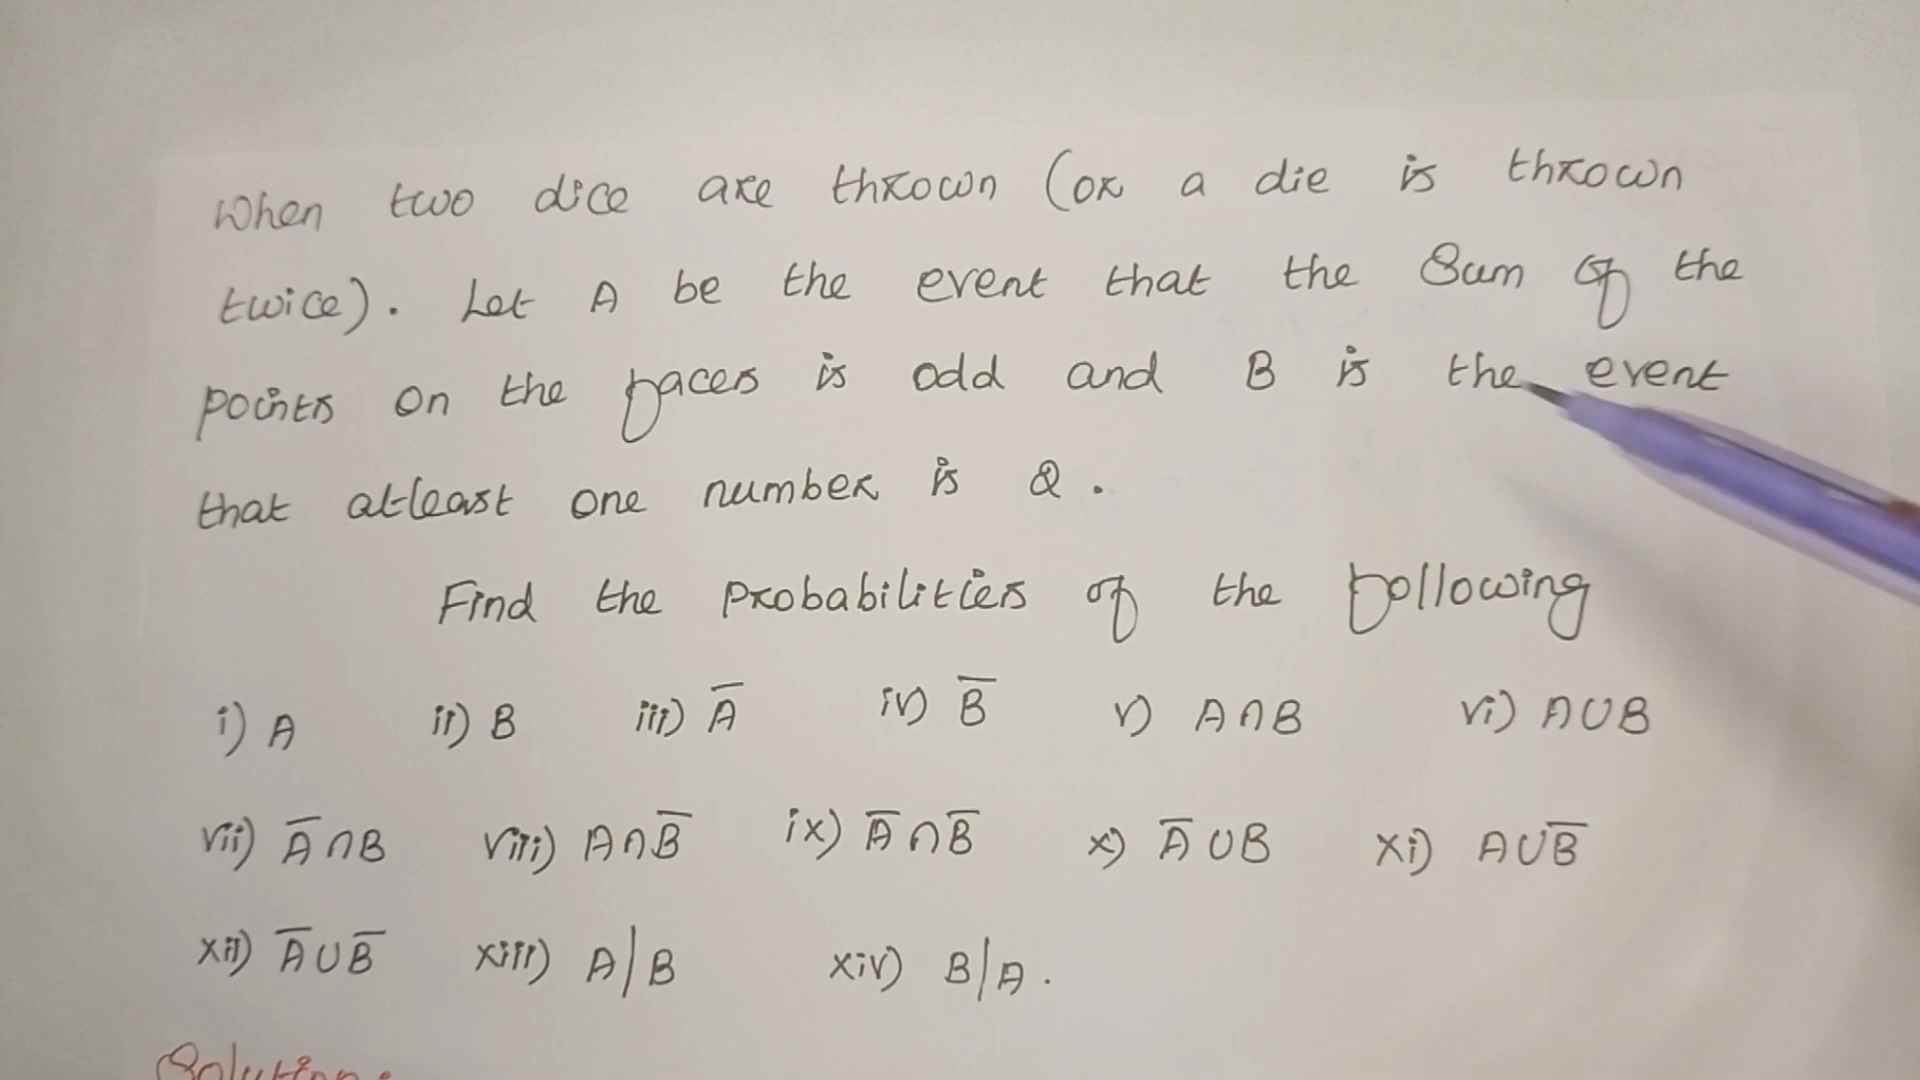 When two dice are thrown (or a die is thrown
twice). Let A be the event that the Sum of the
points on the faces is odd and B is the event
that atleast one number is 2.
Find the probabilities of the following
i) A ii) B iii) A̅ iv) B̅ v) A∩B vi) A∪B
vii) A̅∩B viii) A∩B̅ ix) A̅∩B̅ x) A̅∪B xi) A∪B̅
xii) A̅∪B̅ xiii) A|B xiv) B|A.
Solution: